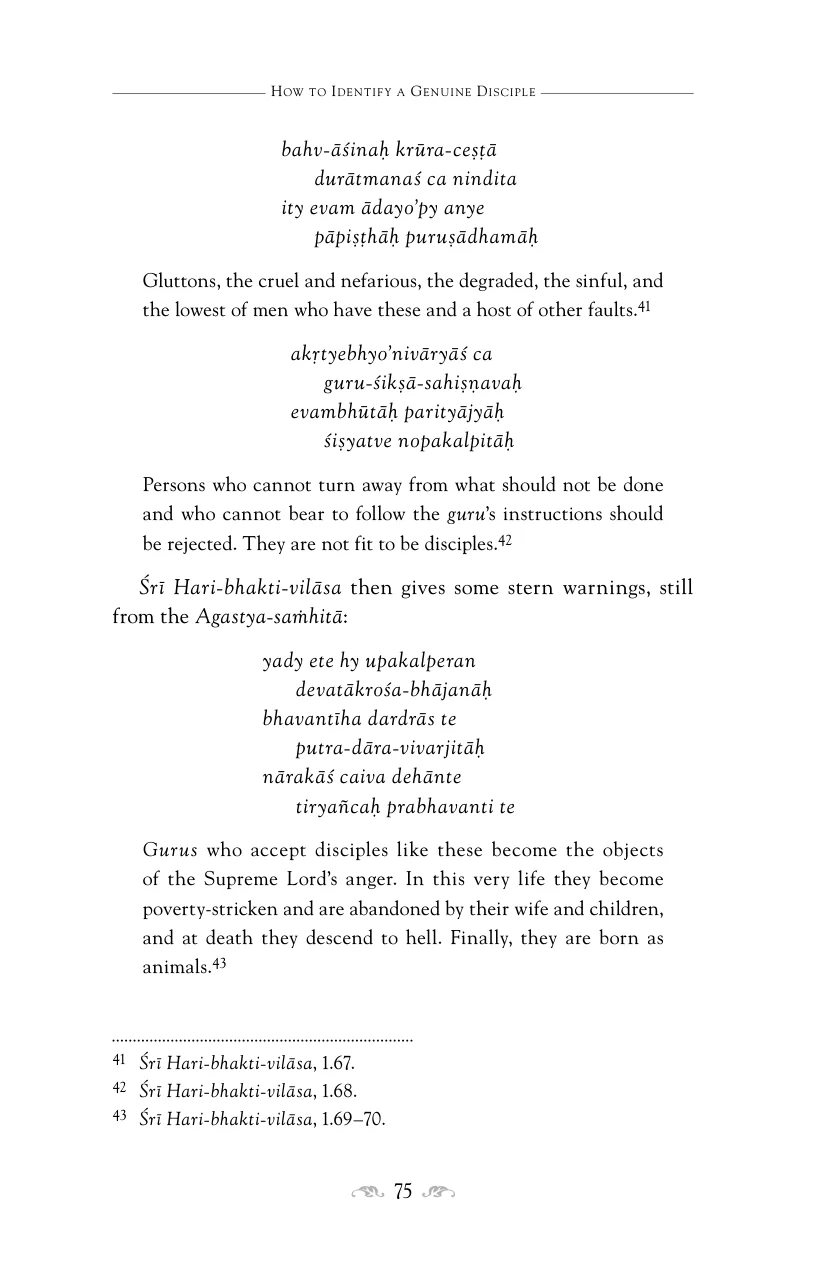 How to Identify a Genuine Disciple
bahv-āśinaḥ krūra-ceṣṭā
durātmanaś ca nindita
ity evam ādayo’py anye
pāpiṣṭhāḥ puruṣādhamāḥ
Gluttons, the cruel and nefarious, the degraded, the sinful, and
the lowest of men who have these and a host of other faults.41
akṛtyebhyo’nivāryāś ca
guru-śikṣā-sahiṣṇavaḥ
evambhūtāḥ parityājyāḥ
śiṣyatve nopakalpitāḥ
Persons who cannot turn away from what should not be done
and who cannot bear to follow the guru’s instructions should
be rejected. They are not fit to be disciples.42
Śrī Hari-bhakti-vilāsa then gives some stern warnings, still
from the Agastya-saṁhitā:
yady ete hy upakalperan
devatākrośa-bhājanāḥ
bhavantīha dardrās te
putra-dāra-vivarjitāḥ
nārakāś caiva dehānte
tiryañcaḥ prabhavanti te
Gurus who accept disciples like these become the objects
of the Supreme Lord’s anger. In this very life they become
poverty-stricken and are abandoned by their wife and children,
and at death they descend to hell. Finally, they are born as
animals.43
41 Śrī Hari-bhakti-vilāsa, 1.67.
42 Śrī Hari-bhakti-vilāsa, 1.68.
43 Śrī Hari-bhakti-vilāsa, 1.69–70.
75